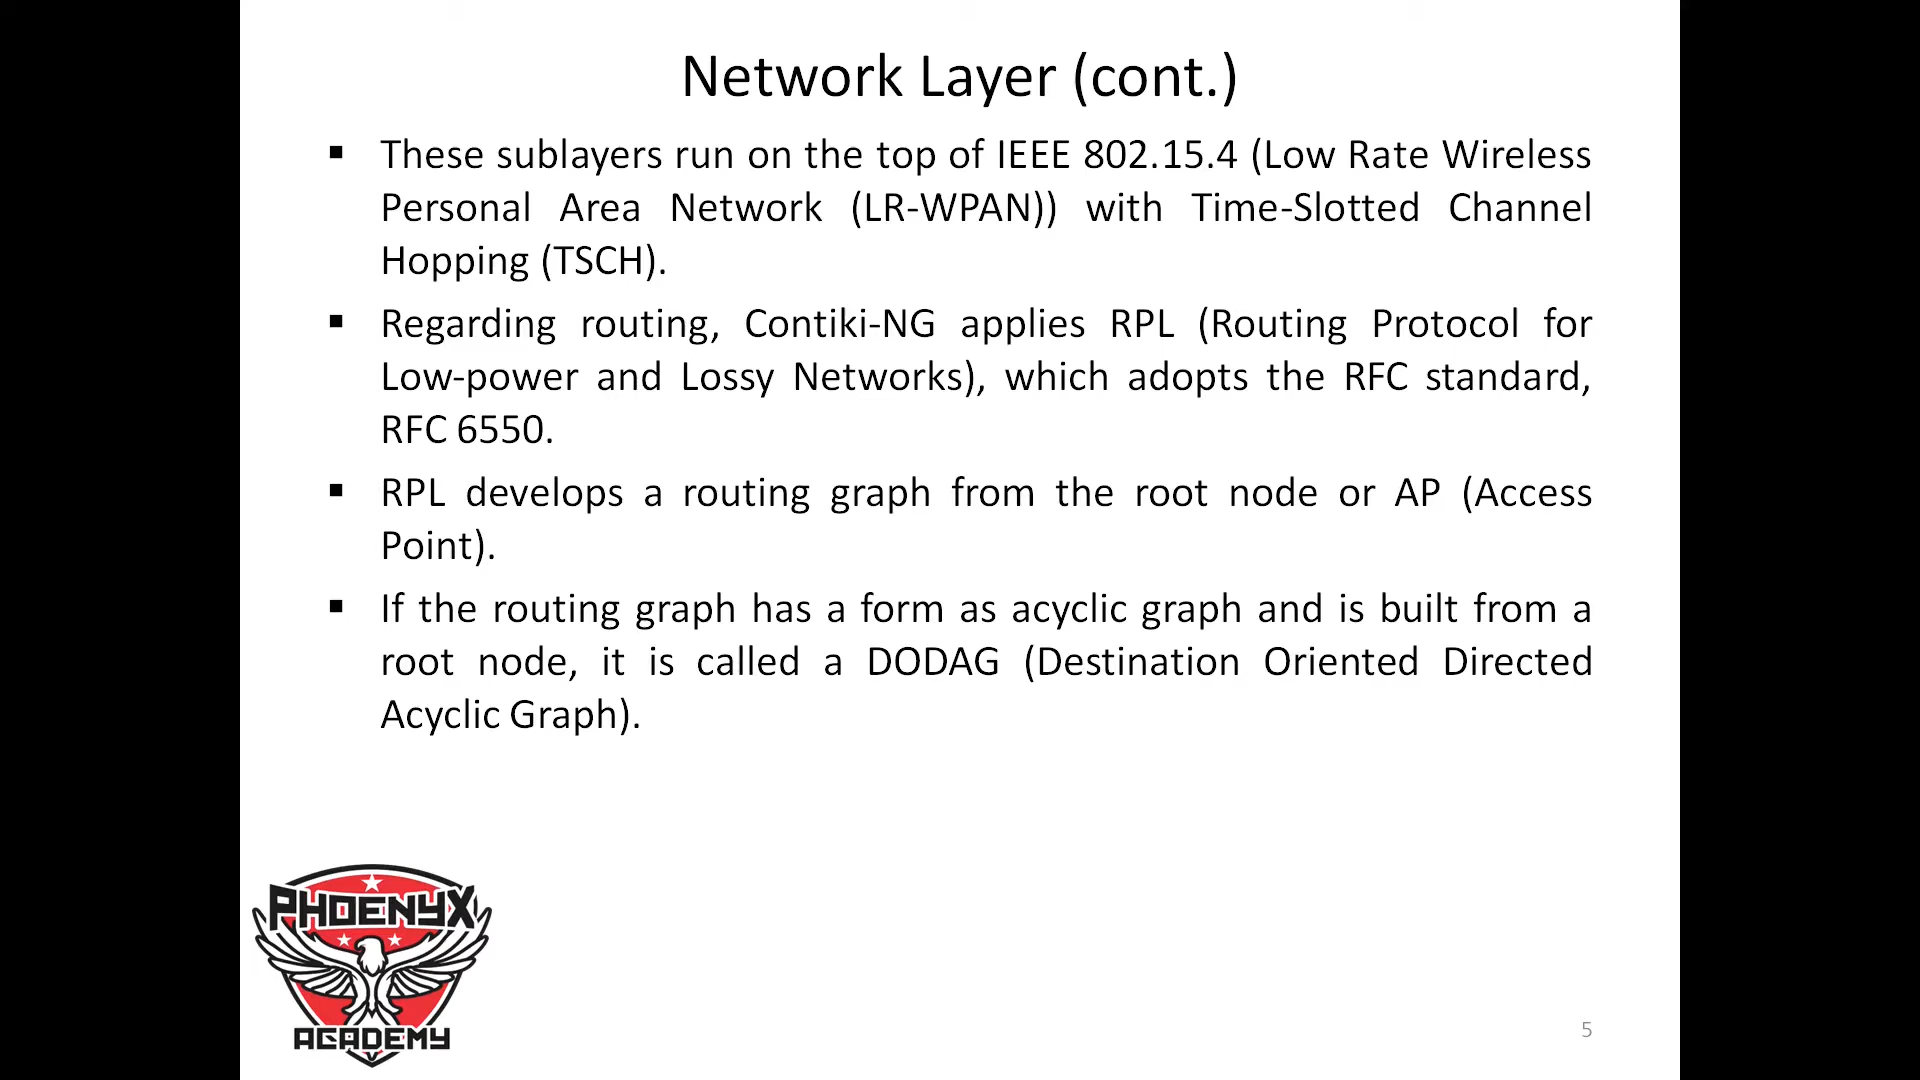 Network Layer (cont.)
▪ These sublayers run on the top of IEEE 802.15.4 (Low Rate Wireless
Personal Area Network (LR-WPAN)) with Time-Slotted Channel
Hopping (TSCH).
▪ Regarding routing, Contiki-NG applies RPL (Routing Protocol for
Low-power and Lossy Networks), which adopts the RFC standard,
RFC 6550.
▪ RPL develops a routing graph from the root node or AP (Access
Point).
▪ If the routing graph has a form as acyclic graph and is built from a
root node, it is called a DODAG (Destination Oriented Directed
Acyclic Graph).
PHOENYX
ACADEMY
5